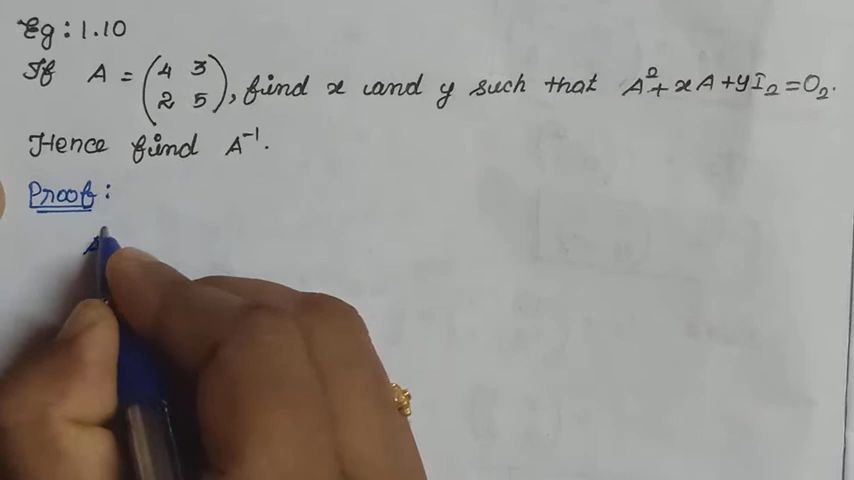 Eg: 1.10
If A = (4 3
2 5), find x and y such that A² + xA + yI₂ = O₂.
Hence find A⁻¹.
Proof:
A